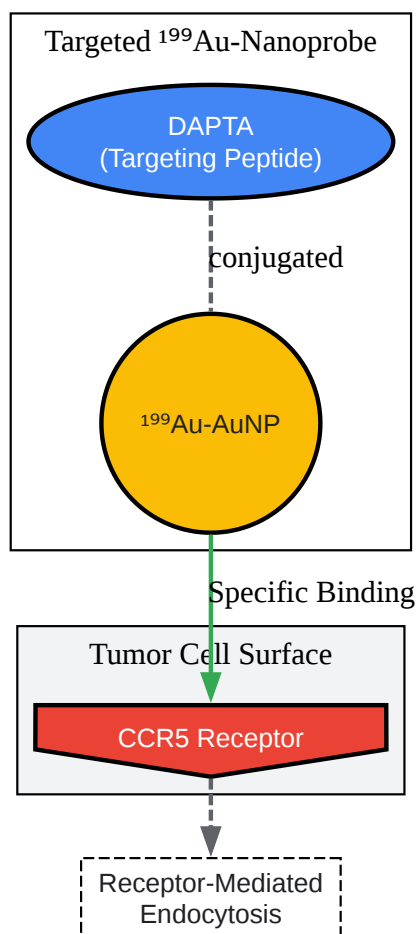 Targeted ¹⁹⁹Au-Nanoprobe
DAPTA
(Targeting Peptide)
conjugated
¹⁹⁹Au-AuNP
Specific Binding
Tumor Cell Surface
CCR5 Receptor
Receptor-Mediated
Endocytosis